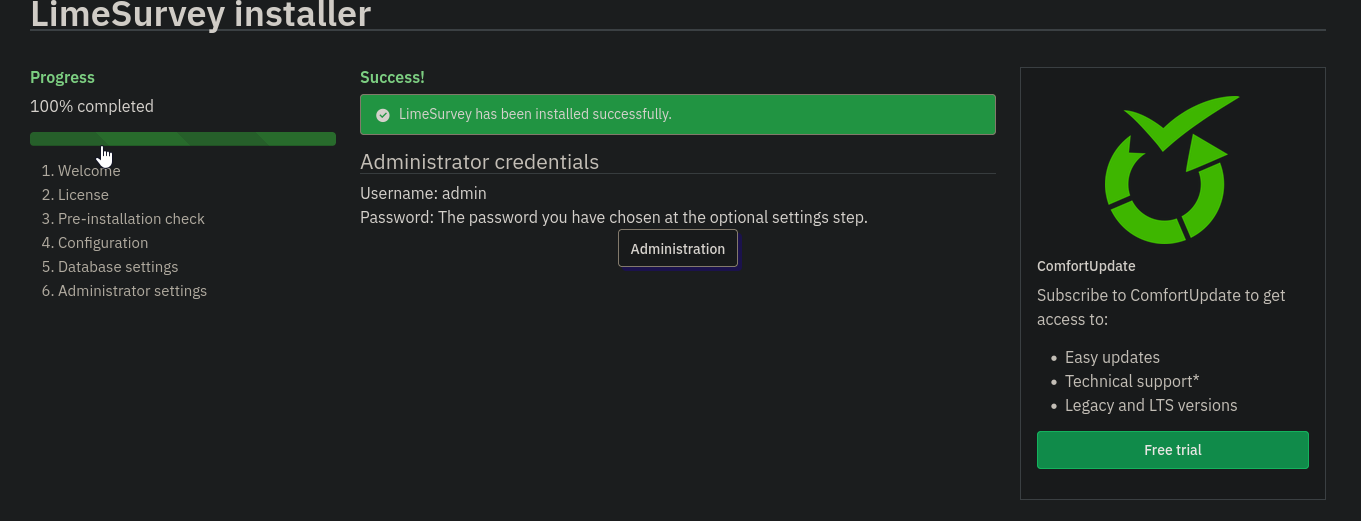 LimeSurvey installer
Progress
100% completed
1. Welcome
2. License
3. Pre-installation check
4. Configuration
5. Database settings
6. Administrator settings
Success!
LimeSurvey has been installed successfully.
Administrator credentials
Username: admin
Password: The password you have chosen at the optional settings step.
Administration
ComfortUpdate
Subscribe to ComfortUpdate to get
access to:
• Easy updates
• Technical support*
• Legacy and LTS versions
Free trial